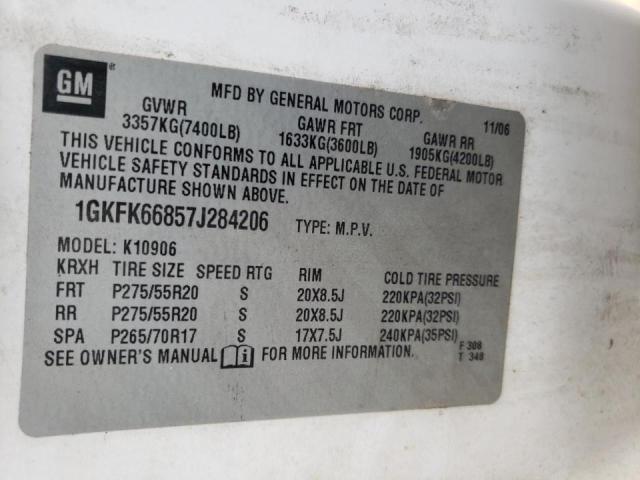 GM ®
MFD BY GENERAL MOTORS CORP. 11/06
GVWR GAWR FRT GAWR RR
3357KG(7400LB) 1633KG(3600LB) 1905KG(4200LB)
THIS VEHICLE CONFORMS TO ALL APPLICABLE U.S. FEDERAL MOTOR
VEHICLE SAFETY STANDARDS IN EFFECT ON THE DATE OF
MANUFACTURE SHOWN ABOVE.
1GKFK66857J284206 TYPE: M.P.V.
MODEL: K10906
KRXH TIRE SIZE SPEED RTG RIM COLD TIRE PRESSURE
FRT P275/55R20 S 20X8.5J 220KPA(32PSI)
RR P275/55R20 S 20X8.5J 220KPA(32PSI)
SPA P265/70R17 S 17X7.5J 240KPA(35PSI)
SEE OWNER'S MANUAL i FOR MORE INFORMATION. F 308
T 348